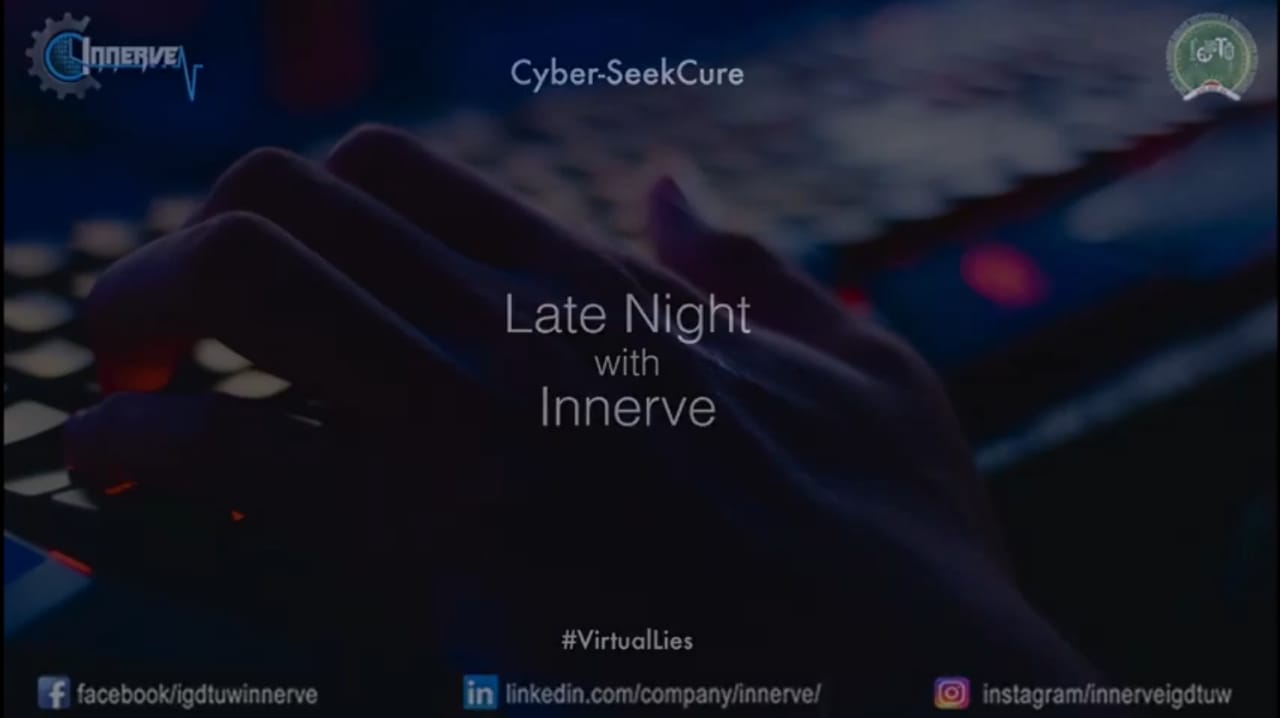 INNERVE
Cyber-SeekCure
Late Night
with
Innerve
#VirtualLies
facebook/igdtuwinnerve
linkedin.com/company/innerve/
instagram/innerveigdtuw